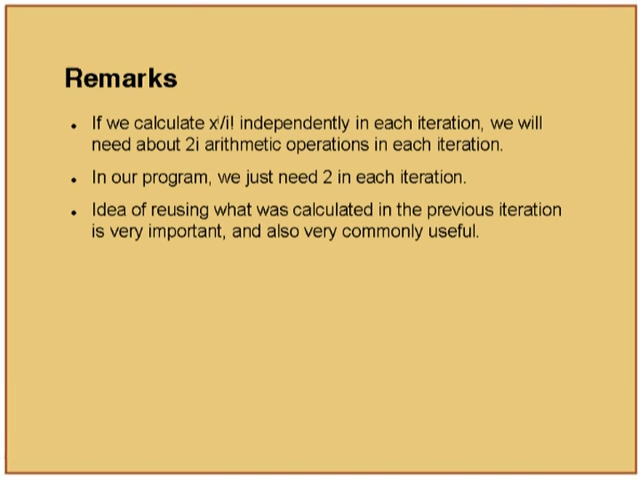 Remarks
• If we calculate xⁱ/i! independently in each iteration, we will
need about 2i arithmetic operations in each iteration.
• In our program, we just need 2 in each iteration.
• Idea of reusing what was calculated in the previous iteration
is very important, and also very commonly useful.